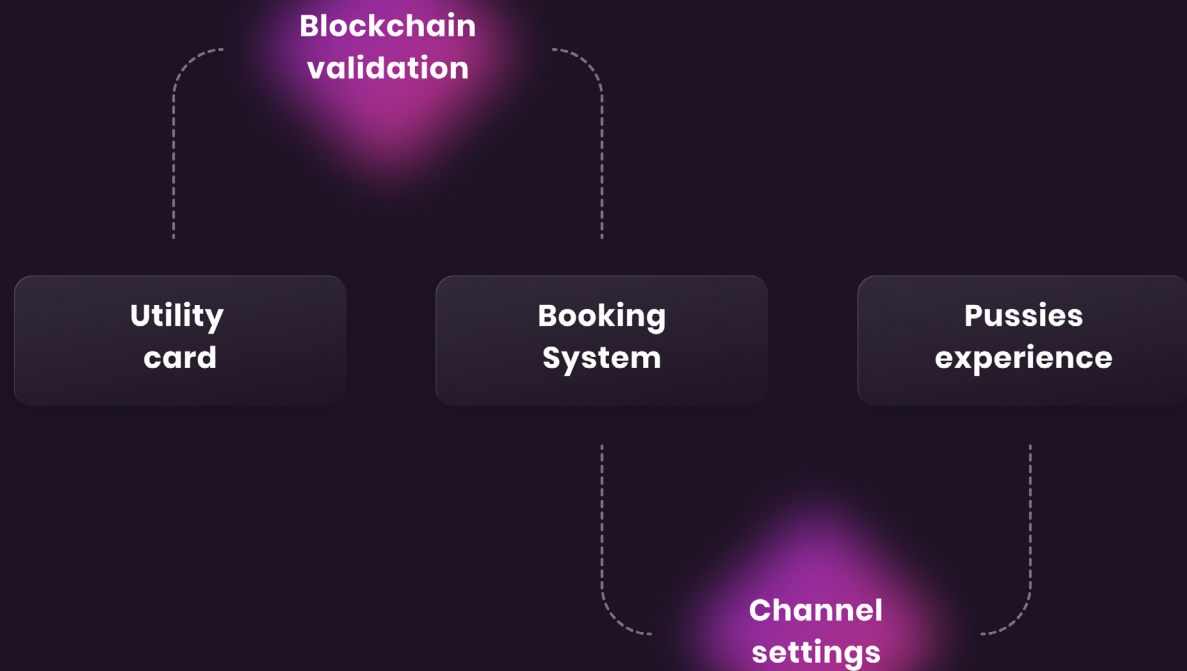 Blockchain
validation
Utility
card
Booking
System
Pussies
experience
Channel
settings